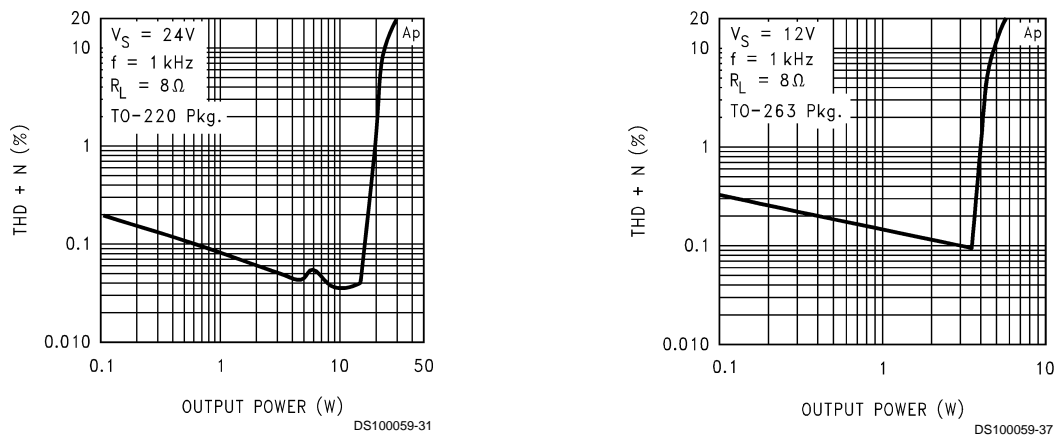 20
10
1
0.1
0.010
THD + N (%)
V_S = 24V
f = 1 kHz
R_L = 8Ω
TO-220 Pkg.
Ap
0.1 1 10 50
OUTPUT POWER (W)
DS100059-31
20
10
1
0.1
0.010
THD + N (%)
V_S = 12V
f = 1 kHz
R_L = 8Ω
TO-263 Pkg.
Ap
0.1 1 10
OUTPUT POWER (W)
DS100059-37